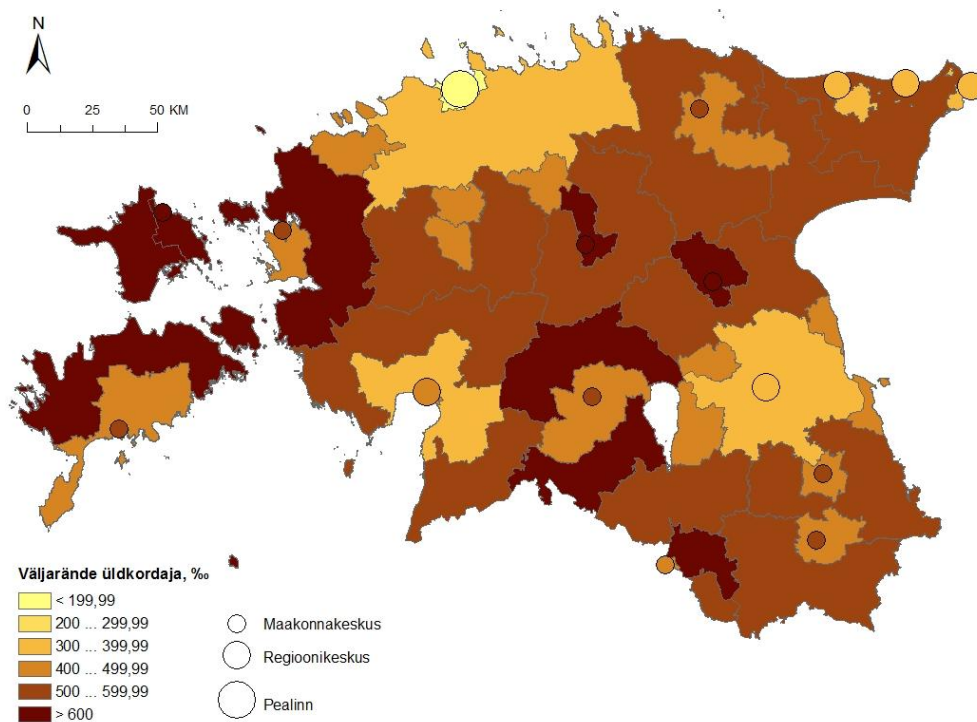 N
0 25 50 KM
Väljarände üldkordaja, ‰
< 199,99
200 ... 299,99
300 ... 399,99
400 ... 499,99
500 ... 599,99
> 600
Maakonnakeskus
Regioonikeskus
Pealinn